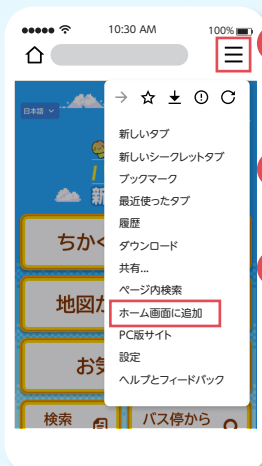 10:30 AM
100%
日本語
新しいタブ
新しいシークレットタブ
ブックマーク
最近使ったタブ
履歴
ダウンロード
共有...
ページ内検索
ホーム画面に追加
PC版サイト
設定
ヘルプとフィードバック
新
ちかく
地図か
お気
検索
バス停から